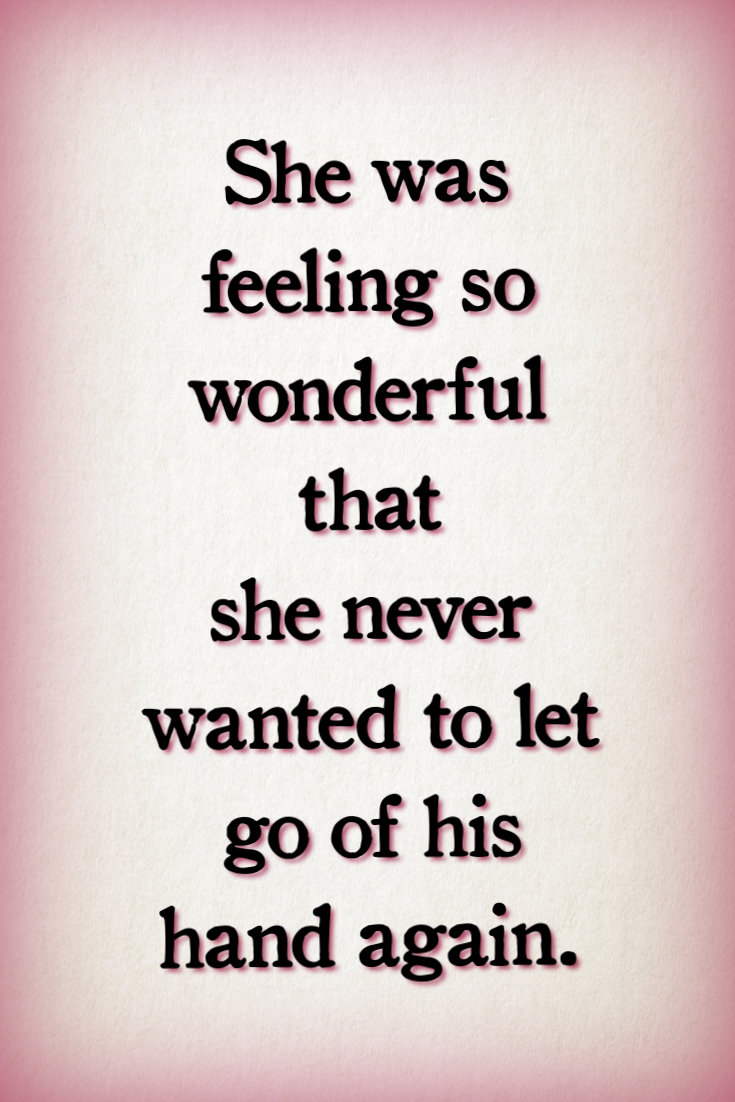 She was
feeling so
wonderful
that
she never
wanted to let
go of his
hand again.